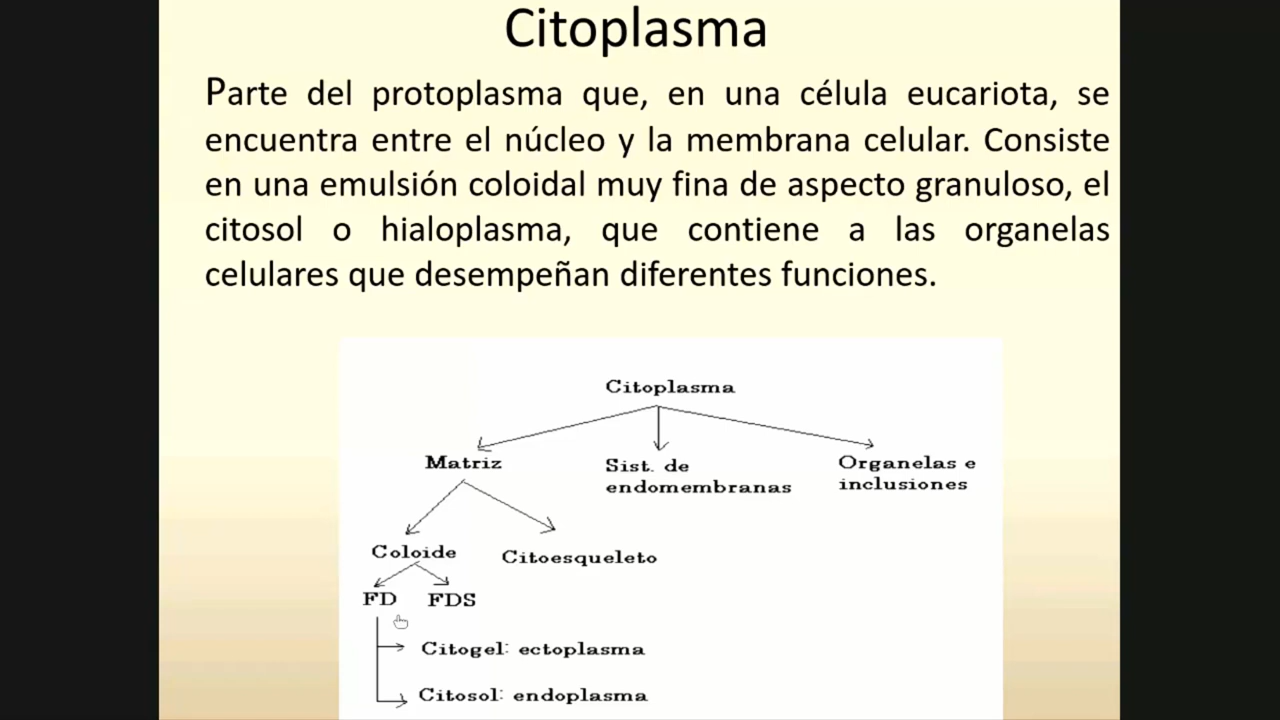 Citoplasma
Parte del protoplasma que, en una célula eucariota, se
encuentra entre el núcleo y la membrana celular. Consiste
en una emulsión coloidal muy fina de aspecto granuloso, el
citosol o hialoplasma, que contiene a las organelas
celulares que desempeñan diferentes funciones.
Citoplasma
Matriz
Sist. de
endomembranas
Organelas e
inclusiones
Coloide
Citoesqueleto
FD
FDS
Citogel: ectoplasma
Citosol: endoplasma